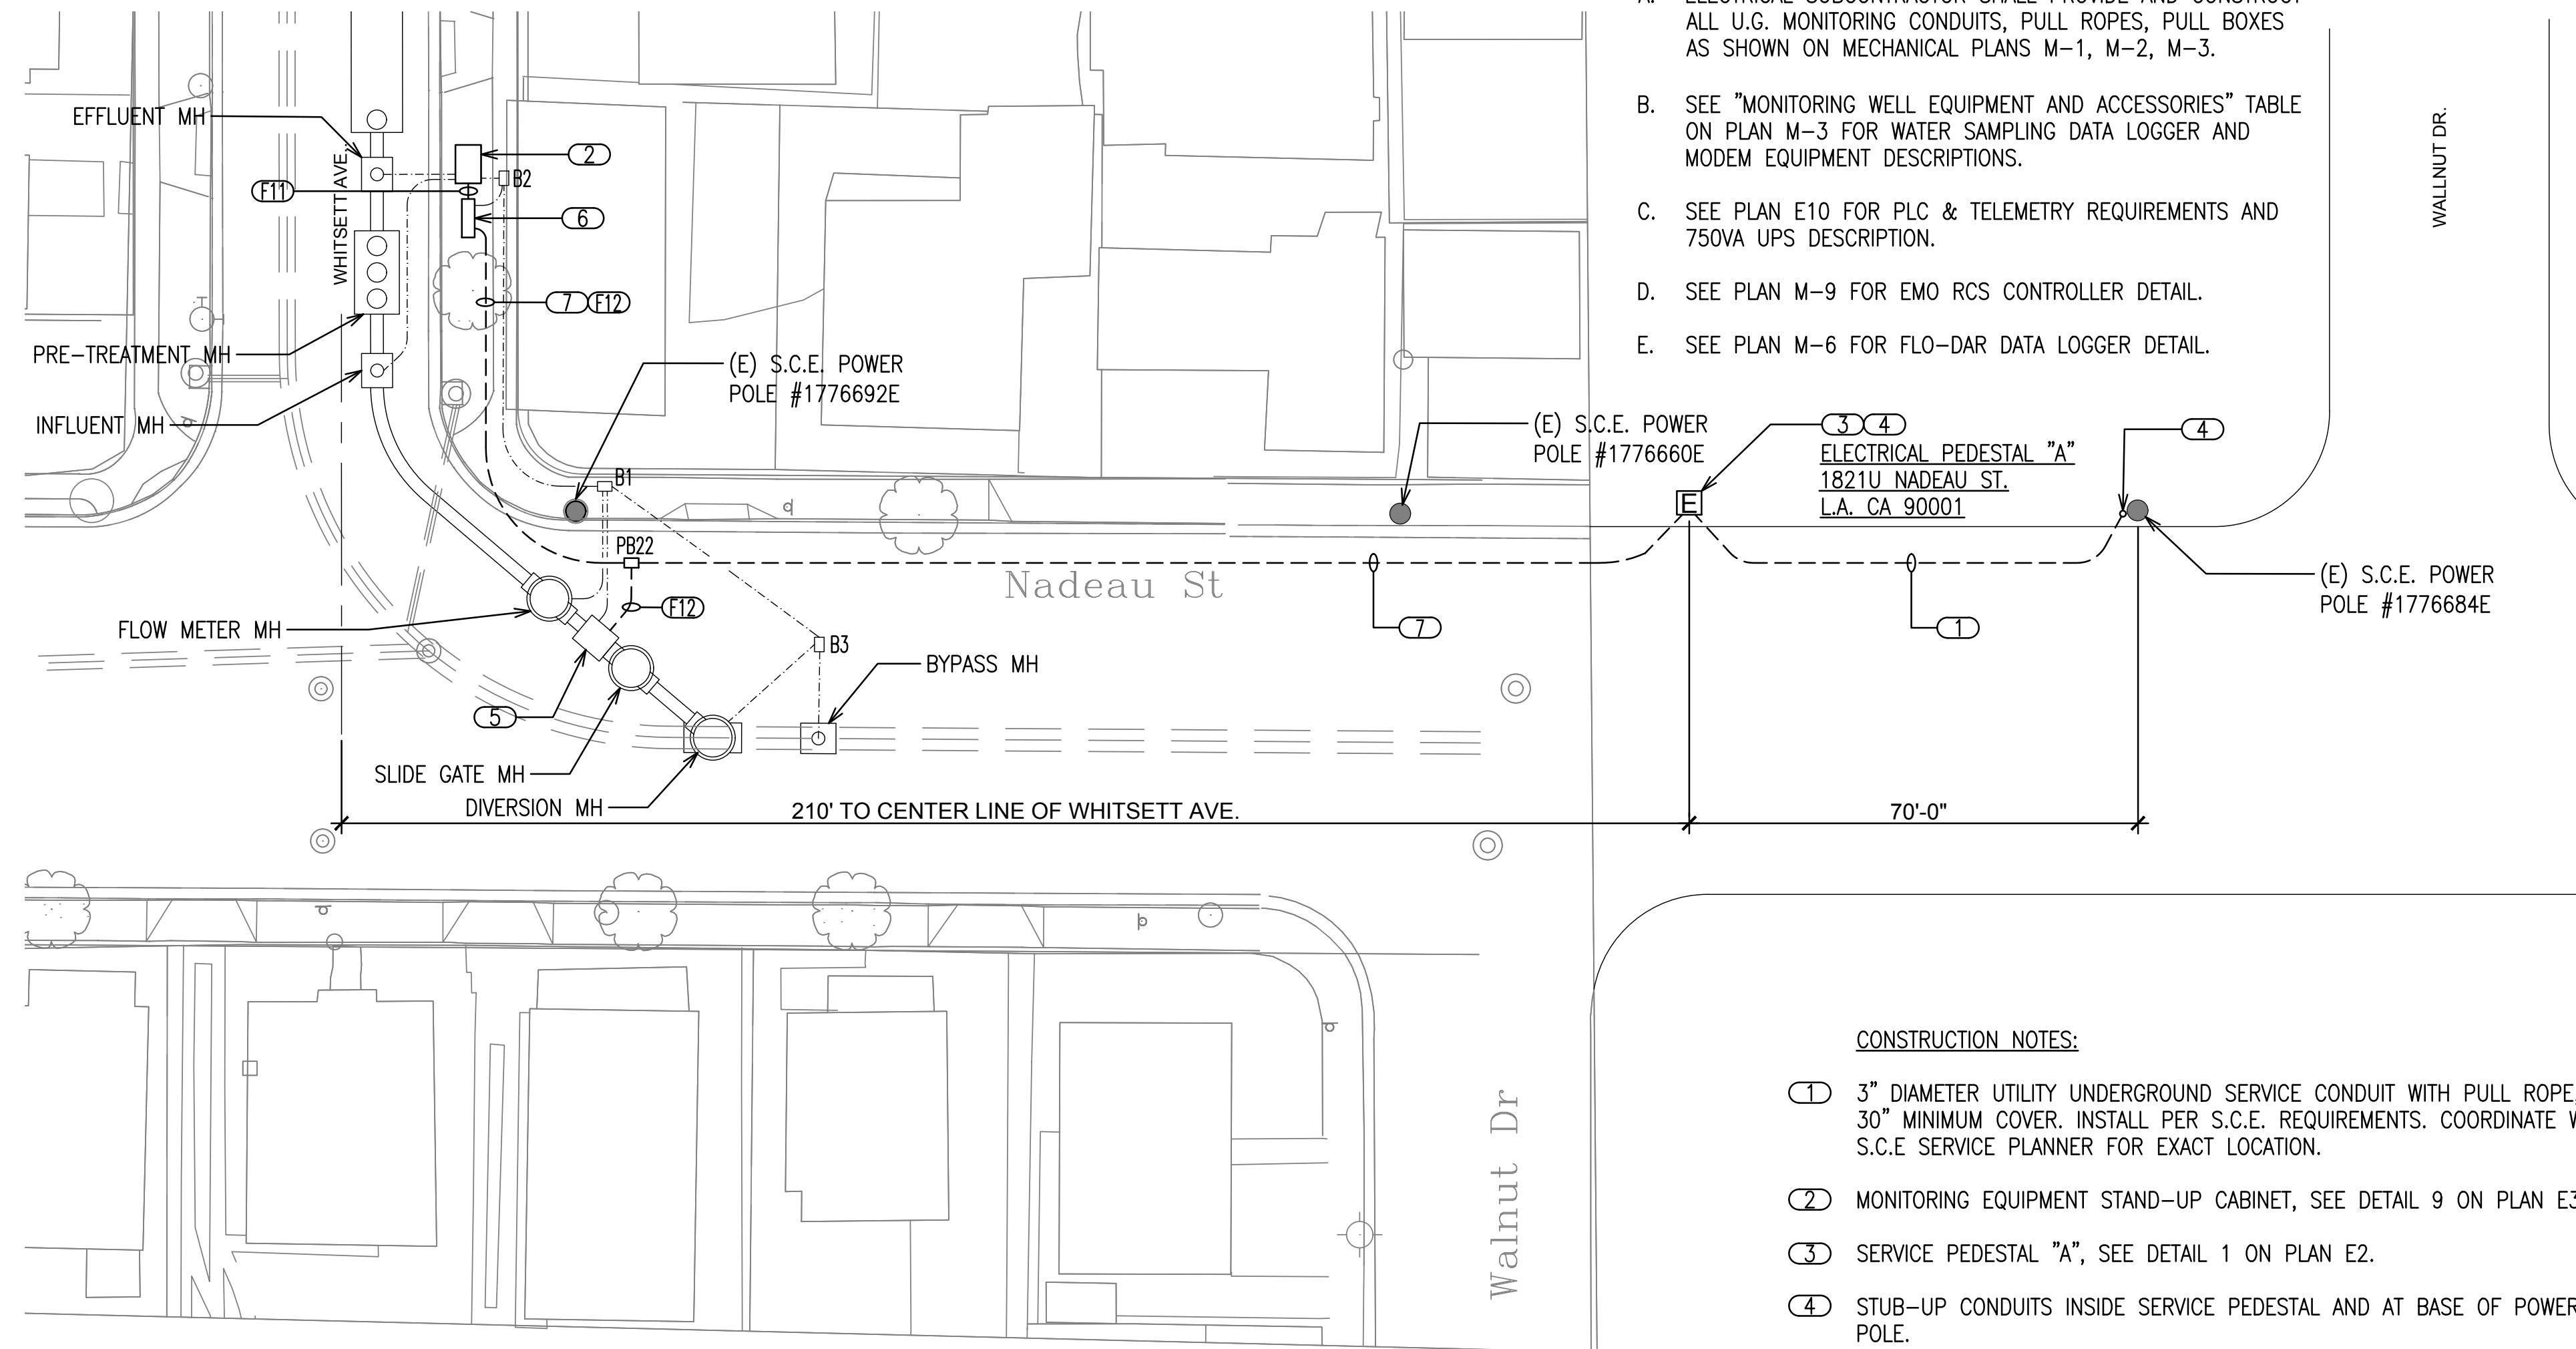 A. ELECTRICAL SUBCONTRACTOR SHALL PROVIDE AND CONSTRUCT
ALL U.G. MONITORING CONDUITS, PULL ROPES, PULL BOXES
AS SHOWN ON MECHANICAL PLANS M-1, M-2, M-3.
B. SEE "MONITORING WELL EQUIPMENT AND ACCESSORIES" TABLE
ON PLAN M-3 FOR WATER SAMPLING DATA LOGGER AND
MODEM EQUIPMENT DESCRIPTIONS.
C. SEE PLAN E10 FOR PLC & TELEMETRY REQUIREMENTS AND
750VA UPS DESCRIPTION.
D. SEE PLAN M-9 FOR EMO RCS CONTROLLER DETAIL.
E. SEE PLAN M-6 FOR FLO-DAR DATA LOGGER DETAIL.
WALLNUT DR.
EFFLUENT MH
WHITSETT AVE.
2
B2
F11
6
7 F12
PRE-TREATMENT MH
INFLUENT MH
(E) S.C.E. POWER
POLE #1776692E
(E) S.C.E. POWER
POLE #1776660E
3 4
ELECTRICAL PEDESTAL "A"
1821U NADEAU ST.
L.A. CA 90001
4
E
B1
PB22
Nadeau St
(E) S.C.E. POWER
POLE #1776684E
F12
7
1
FLOW METER MH
B3
BYPASS MH
5
SLIDE GATE MH
DIVERSION MH
210' TO CENTER LINE OF WHITSETT AVE.
70'-0"
Walnut Dr
CONSTRUCTION NOTES:
1 3" DIAMETER UTILITY UNDERGROUND SERVICE CONDUIT WITH PULL ROPE,
30" MINIMUM COVER. INSTALL PER S.C.E. REQUIREMENTS. COORDINATE
S.C.E SERVICE PLANNER FOR EXACT LOCATION.
2 MONITORING EQUIPMENT STAND-UP CABINET, SEE DETAIL 9 ON PLAN E3
3 SERVICE PEDESTAL "A", SEE DETAIL 1 ON PLAN E2.
4 STUB-UP CONDUITS INSIDE SERVICE PEDESTAL AND AT BASE OF POWER
POLE.